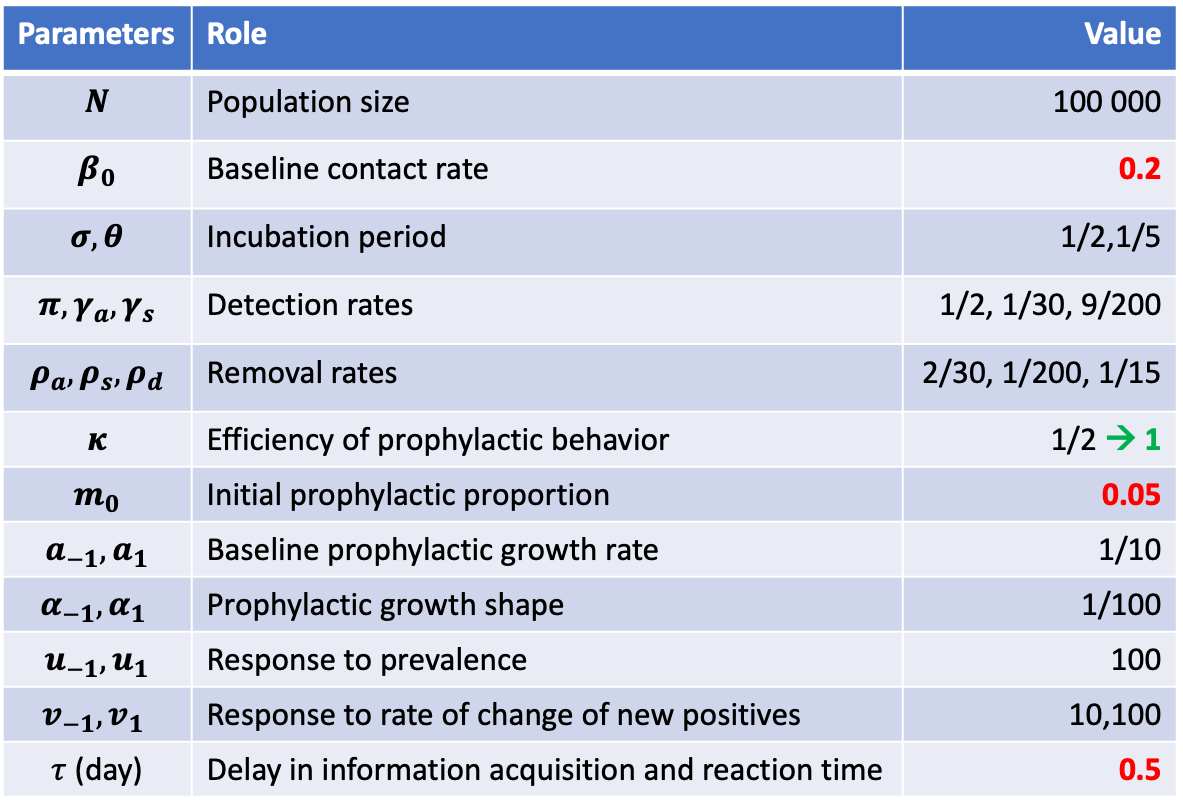 Parameters Role Value
N Population size 100 000
β₀ Baseline contact rate 0.2
σ, θ Incubation period 1/2,1/5
π, γₐ, γₛ Detection rates 1/2, 1/30, 9/200
ρₐ, ρₛ, ρ_d Removal rates 2/30, 1/200, 1/15
κ Efficiency of prophylactic behavior 1/2 → 1
m₀ Initial prophylactic proportion 0.05
a₋₁, a₁ Baseline prophylactic growth rate 1/10
α₋₁, α₁ Prophylactic growth shape 1/100
u₋₁, u₁ Response to prevalence 100
v₋₁, v₁ Response to rate of change of new positives 10,100
τ (day) Delay in information acquisition and reaction time 0.5